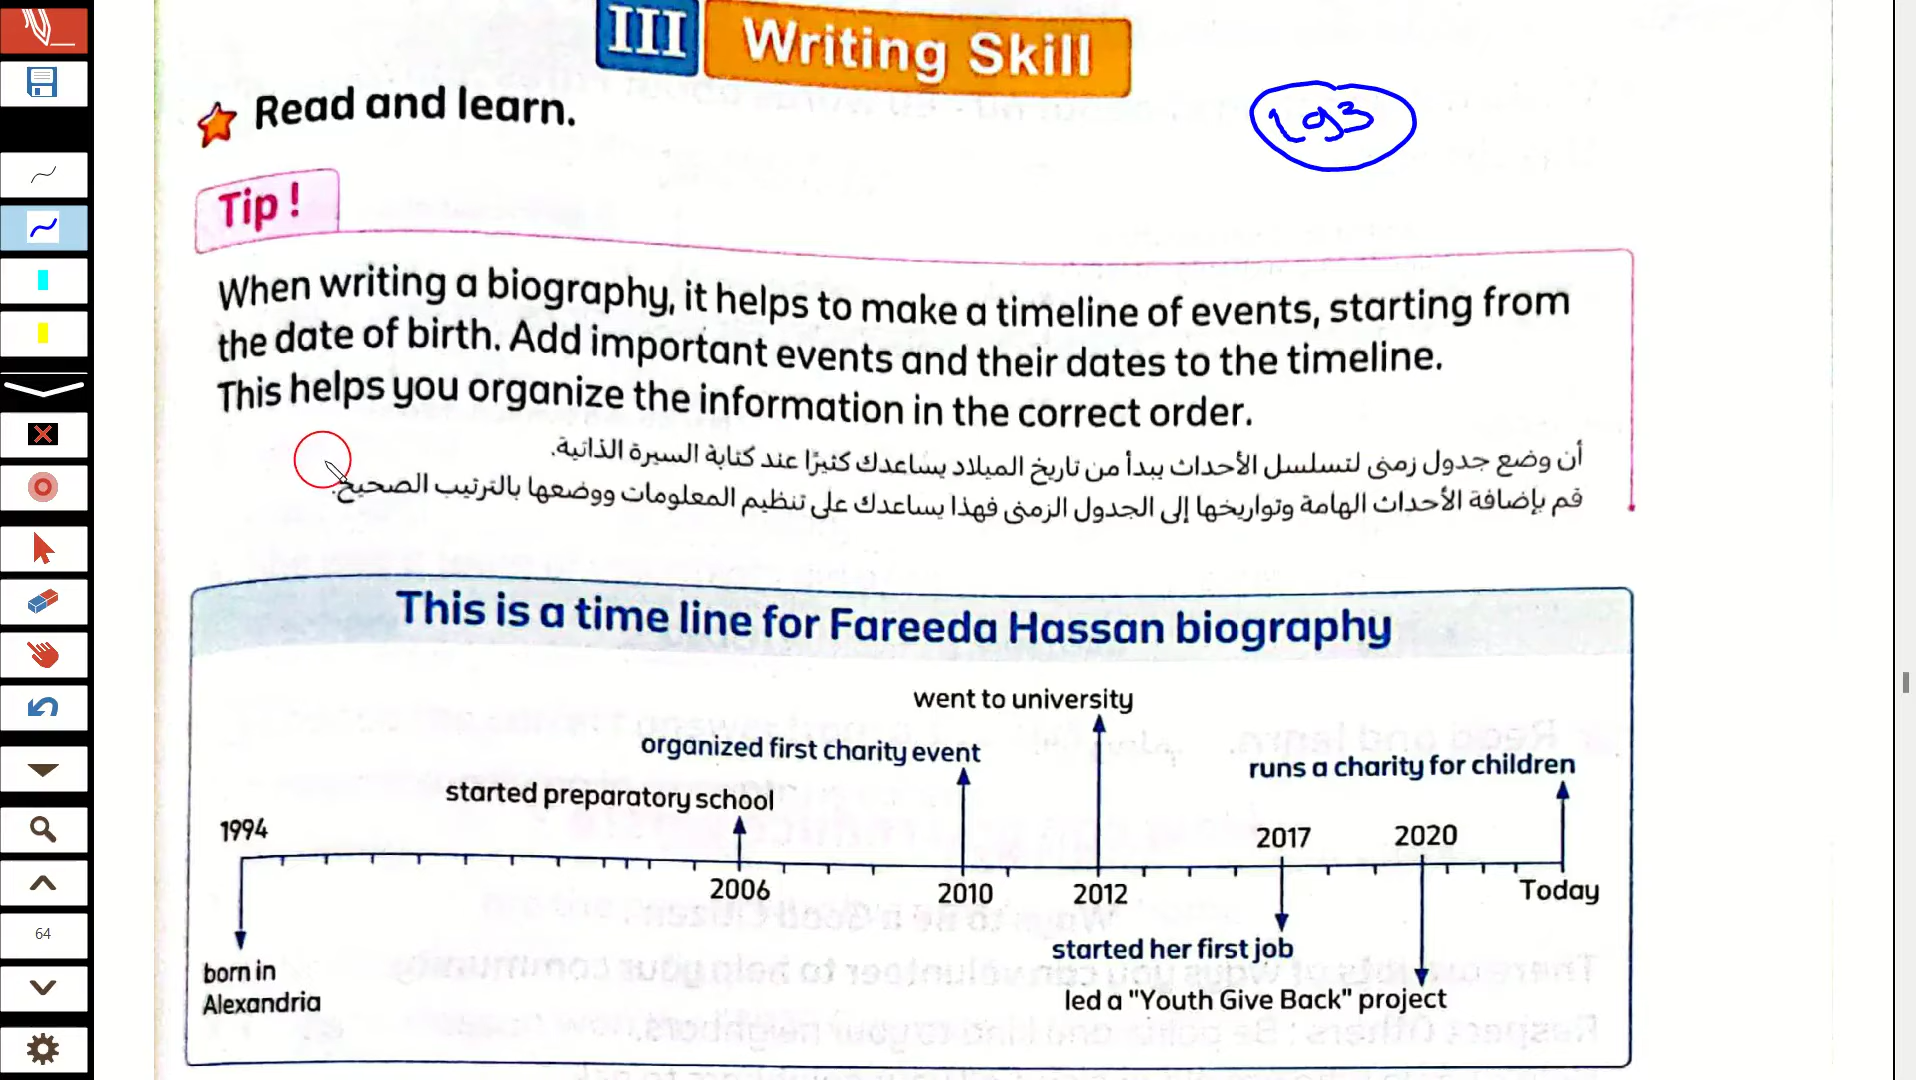 III Writing Skill
193
Read and learn.
Tip !
When writing a biography, it helps to make a timeline of events, starting from
the date of birth. Add important events and their dates to the timeline.
This helps you organize the information in the correct order.
أن وضع جدول زمنى لتسلسل الأحداث يبدأ من تاريخ الميلاد يساعدك كثيرًا عند كتابة السيرة الذاتية.
قم بإضافة الأحداث الهامة وتواريخها إلى الجدول الزمنى فهذا يساعدك على تنظيم المعلومات ووضعها بالترتيب الصحيح.
This is a time line for Fareeda Hassan biography
went to university
organized first charity event
runs a charity for children
started preparatory school
1994
2017
2020
2006
2010
2012
Today
started her first job
born in
Alexandria
led a "Youth Give Back" project
64